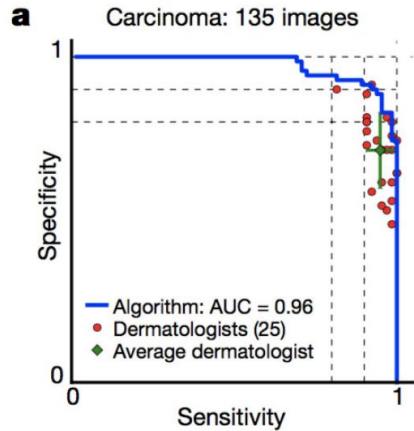 a
Carcinoma: 135 images
1
Specificity
Algorithm: AUC = 0.96
Dermatologists (25)
Average dermatologist
0
0
1
Sensitivity